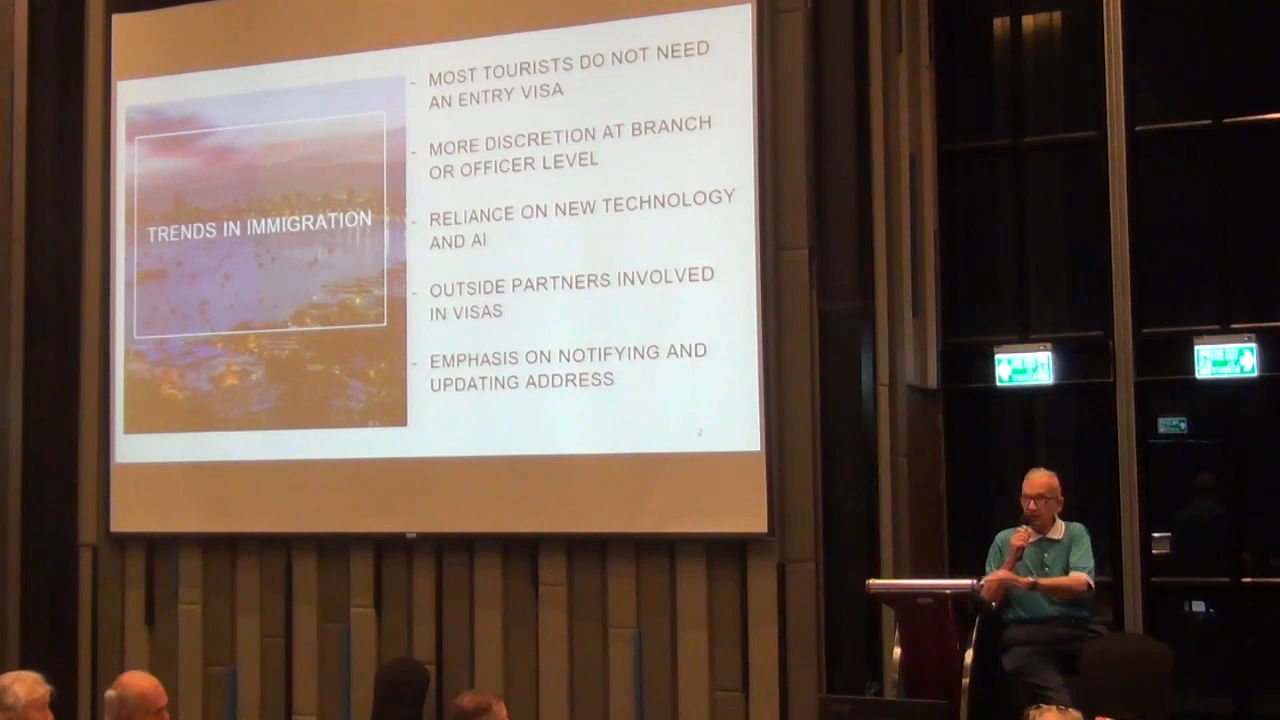 TRENDS IN IMMIGRATION
- MOST TOURISTS DO NOT NEED
AN ENTRY VISA
- MORE DISCRETION AT BRANCH
OR OFFICER LEVEL
- RELIANCE ON NEW TECHNOLOGY
AND AI
- OUTSIDE PARTNERS INVOLVED
IN VISAS
- EMPHASIS ON NOTIFYING AND
UPDATING ADDRESS
2